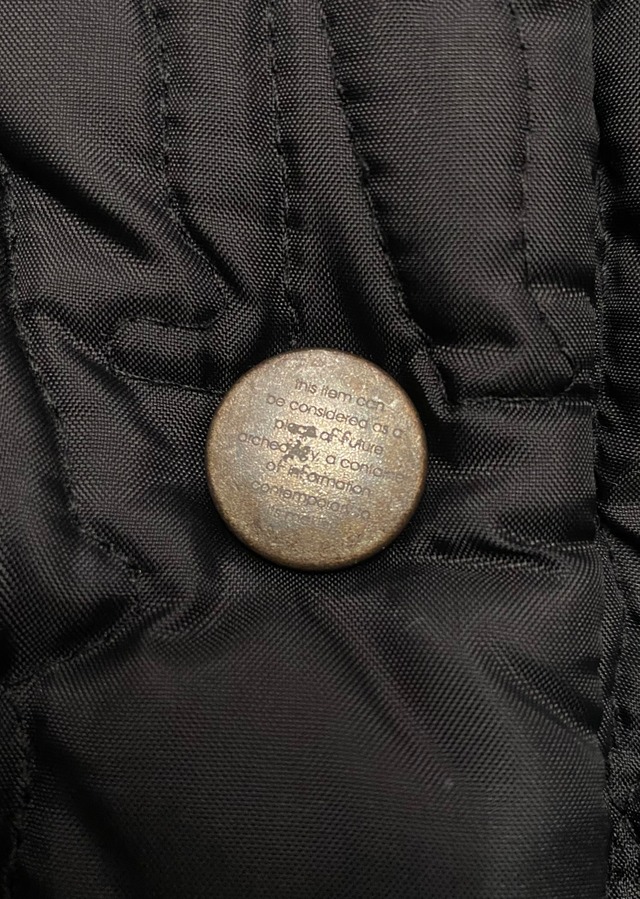 this item can
be considered as a
piece of future
archeology, a container
of information
contemporary